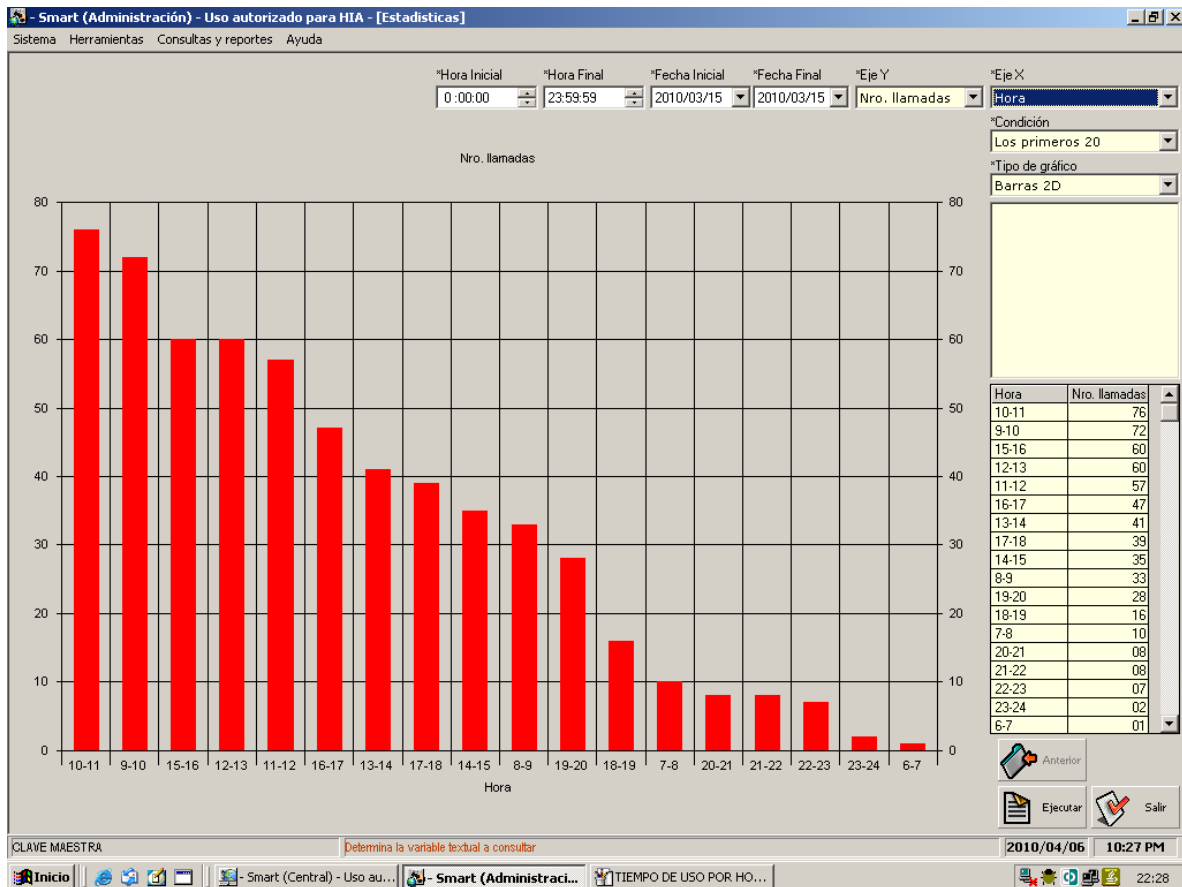 - Smart (Administración) - Uso autorizado para HIA - [Estadisticas]
Sistema Herramientas Consultas y reportes Ayuda
*Hora Inicial *Hora Final *Fecha Inicial *Fecha Final *Eje Y *Eje X
0:00:00 23:59:59 2010/03/15 2010/03/15 Nro. llamadas Hora
*Condición
Los primeros 20
*Tipo de gráfico
Barras 2D
Nro. llamadas
80 80
70 70
60 60
50 50
40 40
30 30
20 20
10 10
0 0
10-11 9-10 15-16 12-13 11-12 16-17 13-14 17-18 14-15 8-9 19-20 18-19 7-8 20-21 21-22 22-23 23-24 6-7
Hora
Hora Nro. llamadas
10-11 76
9-10 72
15-16 60
12-13 60
11-12 57
16-17 47
13-14 41
17-18 39
14-15 35
8-9 33
19-20 28
18-19 16
7-8 10
20-21 08
21-22 08
22-23 07
23-24 02
6-7 01
Anterior
Ejecutar Salir
CLAVE MAESTRA Determina la variable textual a consultar 2010/04/06 10:27 PM
Inicio - Smart (Central) - Uso au... - Smart (Administraci... TIEMPO DE USO POR HO... 22:28